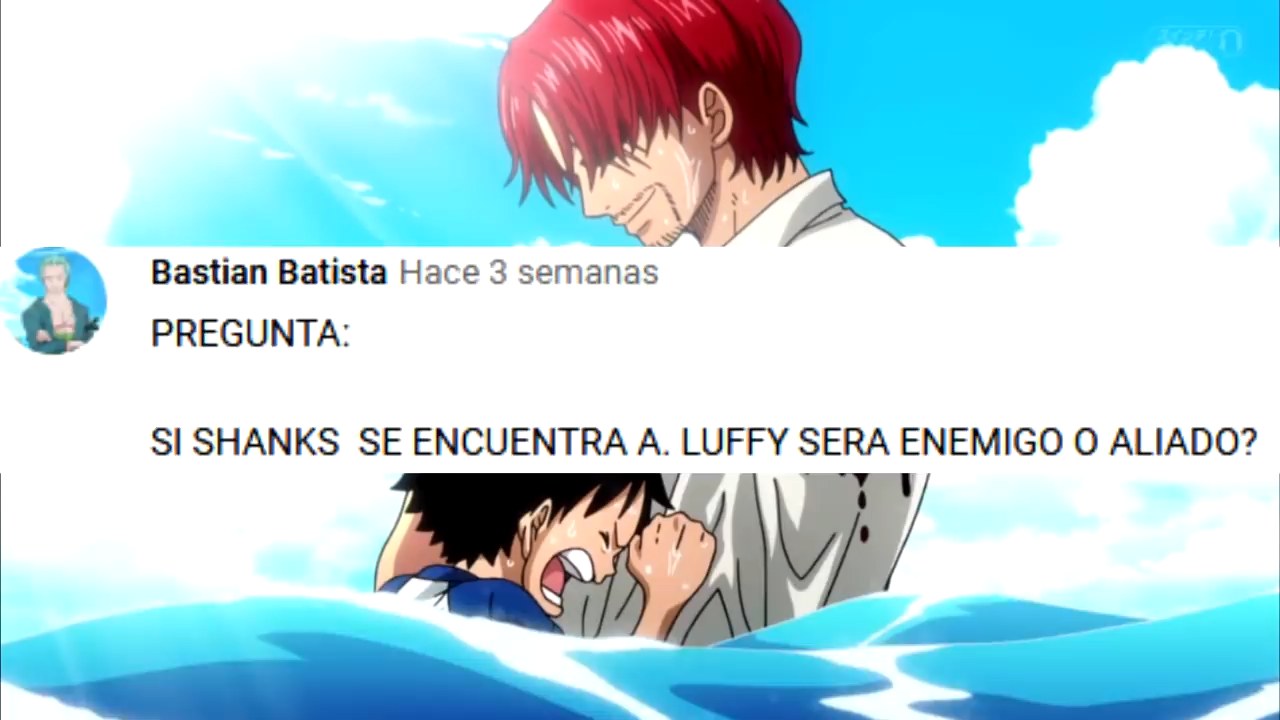 Bastian Batista Hace 3 semanas
PREGUNTA:
SI SHANKS SE ENCUENTRA A. LUFFY SERA ENEMIGO O ALIADO?